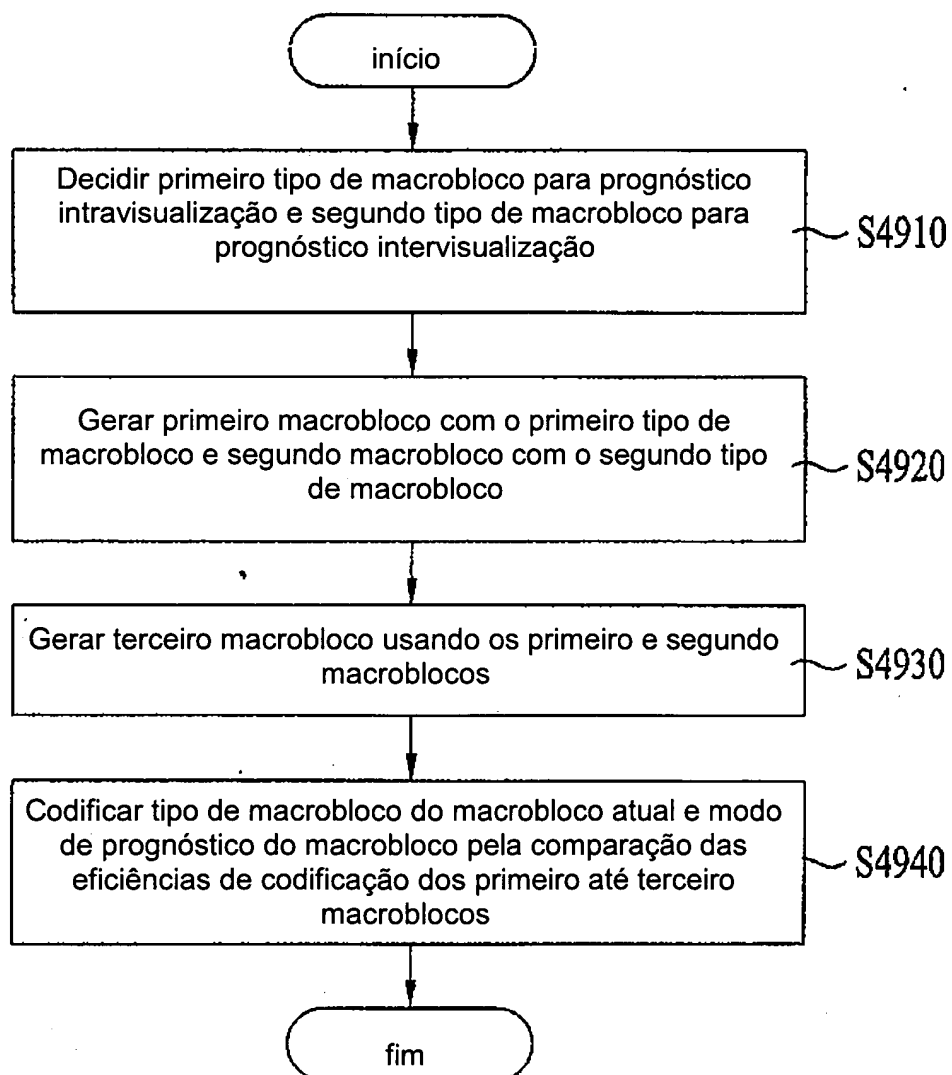 início
Decidir primeiro tipo de macrobloco para prognóstico
intravisualização e segundo tipo de macrobloco para
prognóstico intervisualização
S4910
Gerar primeiro macrobloco com o primeiro tipo de
macrobloco e segundo macrobloco com o segundo tipo
de macrobloco
S4920
Gerar terceiro macrobloco usando os primeiro e segundo
macroblocos
S4930
Codificar tipo de macrobloco do macrobloco atual e modo
de prognóstico do macrobloco pela comparação das
eficiências de codificação dos primeiro até terceiro
macroblocos
S4940
fim